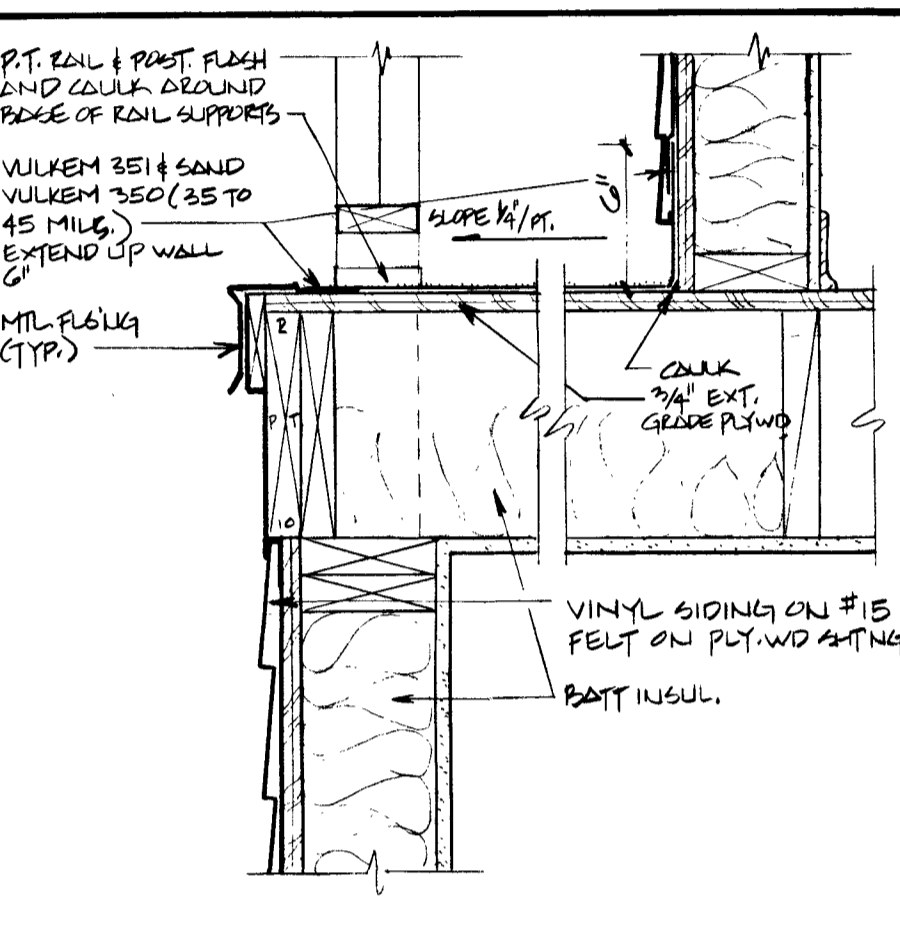 P.T. RAIL & POST. FLASH
AND CAULK AROUND
BASE OF RAIL SUPPORTS
VULKEM 351 & SAND
VULKEM 350 (35 TO
45 MILS.)
EXTEND UP WALL
6"
MTL. FLS'NG
(TYP.)
SLOPE 1/4"/FT.
6"
2
P T
10
CAULK
3/4" EXT.
GRADE PLYWD
VINYL SIDING ON #15
FELT ON PLY.WD SHTNG
BATT INSUL.